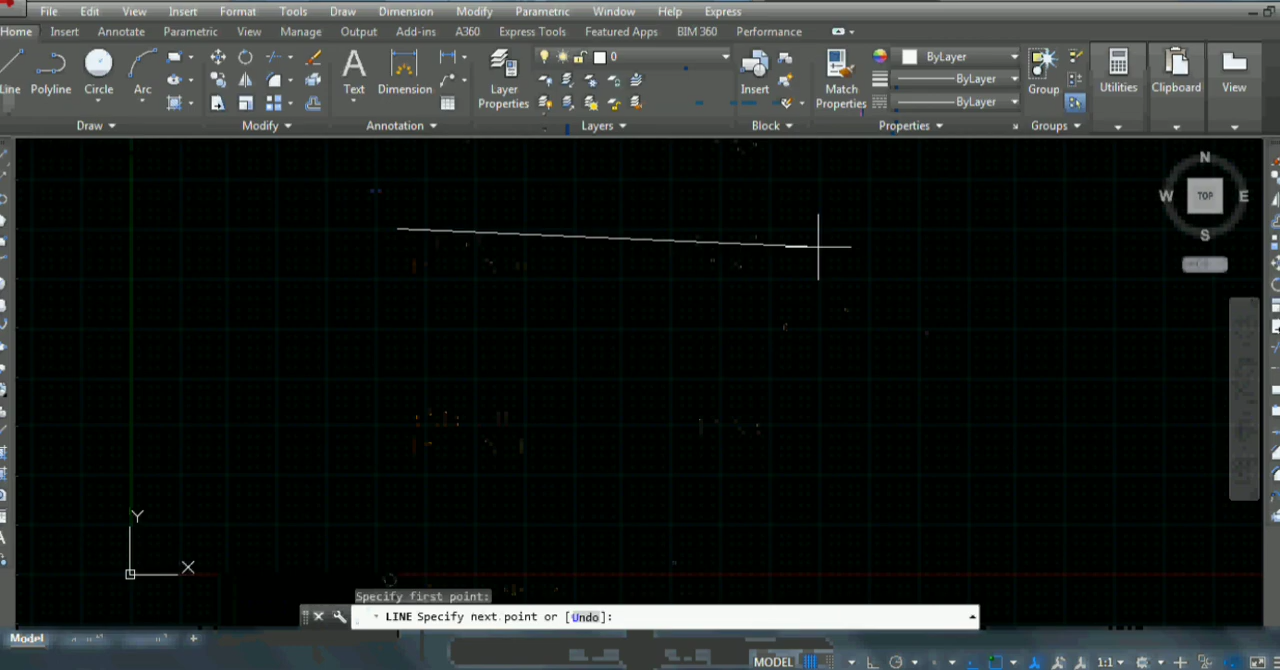 File Edit View Insert Format Tools Draw Dimension Modify Parametric Window Help Express
Home Insert Annotate Parametric View Manage Output Add-ins A360 Express Tools Featured Apps BIM 360 Performance
0
ByLayer
ByLayer
ByLayer
Line Polyline Circle Arc Text Dimension Layer Properties Insert Match Properties Group Utilities Clipboard View
Draw Modify Annotation Layers Block Properties Groups
N
W TOP E
S
Y
X
Specify first point:
LINE Specify next point or [Undo]:
Model +
MODEL 1:1